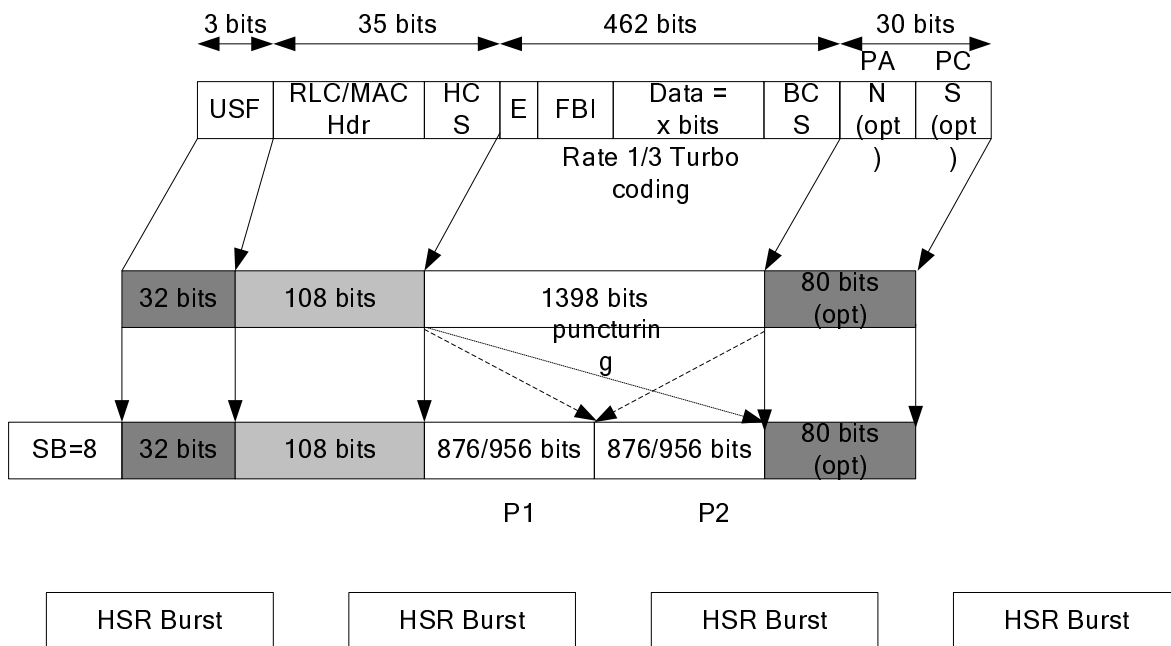 3 bits 35 bits 462 bits 30 bits
USF
RLC/MAC
Hdr
HC
S
E
FBI
Data =
x bits
BC
S
PA
N
(opt
)
PC
S
(opt
)
Rate 1/3 Turbo
coding
32 bits
108 bits
1398 bits
80 bits
(opt)
puncturin
g
SB=8
32 bits
108 bits
876/956 bits
876/956 bits
80 bits
(opt)
P1
P2
HSR Burst
HSR Burst
HSR Burst
HSR Burst